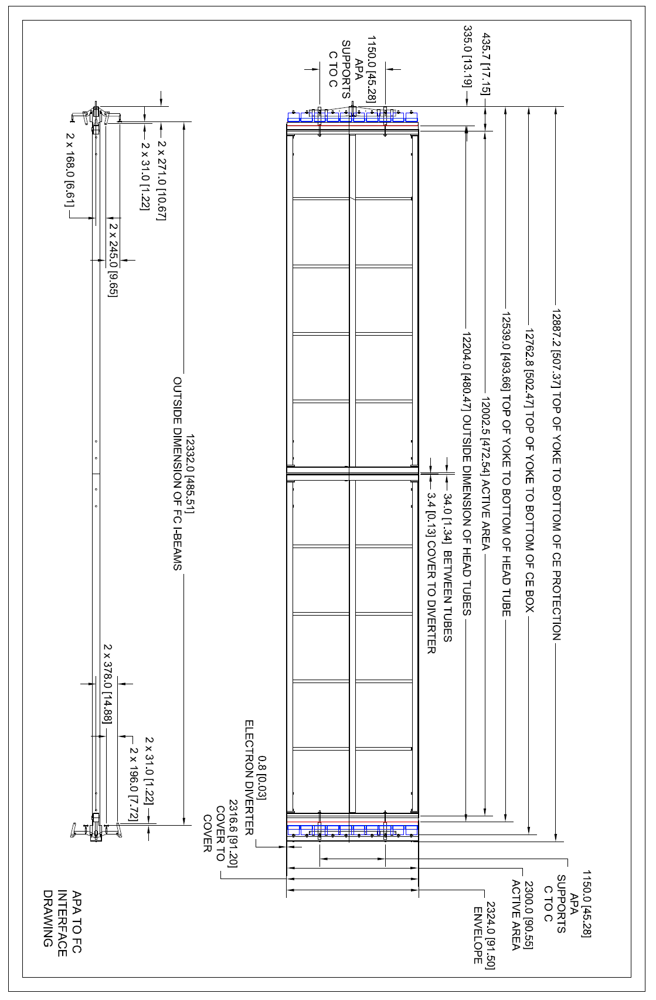 12887.2 [507.37] TOP OF YOKE TO BOTTOM OF CE PROTECTION
12762.8 [502.47] TOP OF YOKE TO BOTTOM OF CE BOX
12539.0 [493.66] TOP OF YOKE TO BOTTOM OF HEAD TUBE
435.7 [17.15]
12002.5 [472.54] ACTIVE AREA
335.0 [13.19]
12204.0 [480.47] OUTSIDE DIMENSION OF HEAD TUBES
34.0 [1.34] BETWEEN TUBES
3.4 [0.13] COVER TO DIVERTER
1150.0 [45.28]
APA
SUPPORTS
C TO C
1150.0 [45.28]
APA
SUPPORTS
C TO C
2300.0 [90.55]
ACTIVE AREA
2324.0 [91.50]
ENVELOPE
0.8 [0.03]
ELECTRON DIVERTER
2316.6 [91.20]
COVER TO
COVER
12332.0 [485.51]
OUTSIDE DIMENSION OF FC I-BEAMS
2 x 271.0 [10.67]
2 x 31.0 [1.22]
2 x 245.0 [9.65]
2 x 168.0 [6.61]
2 x 31.0 [1.22]
2 x 196.0 [7.72]
2 x 378.0 [14.88]
APA TO FC
INTERFACE
DRAWING